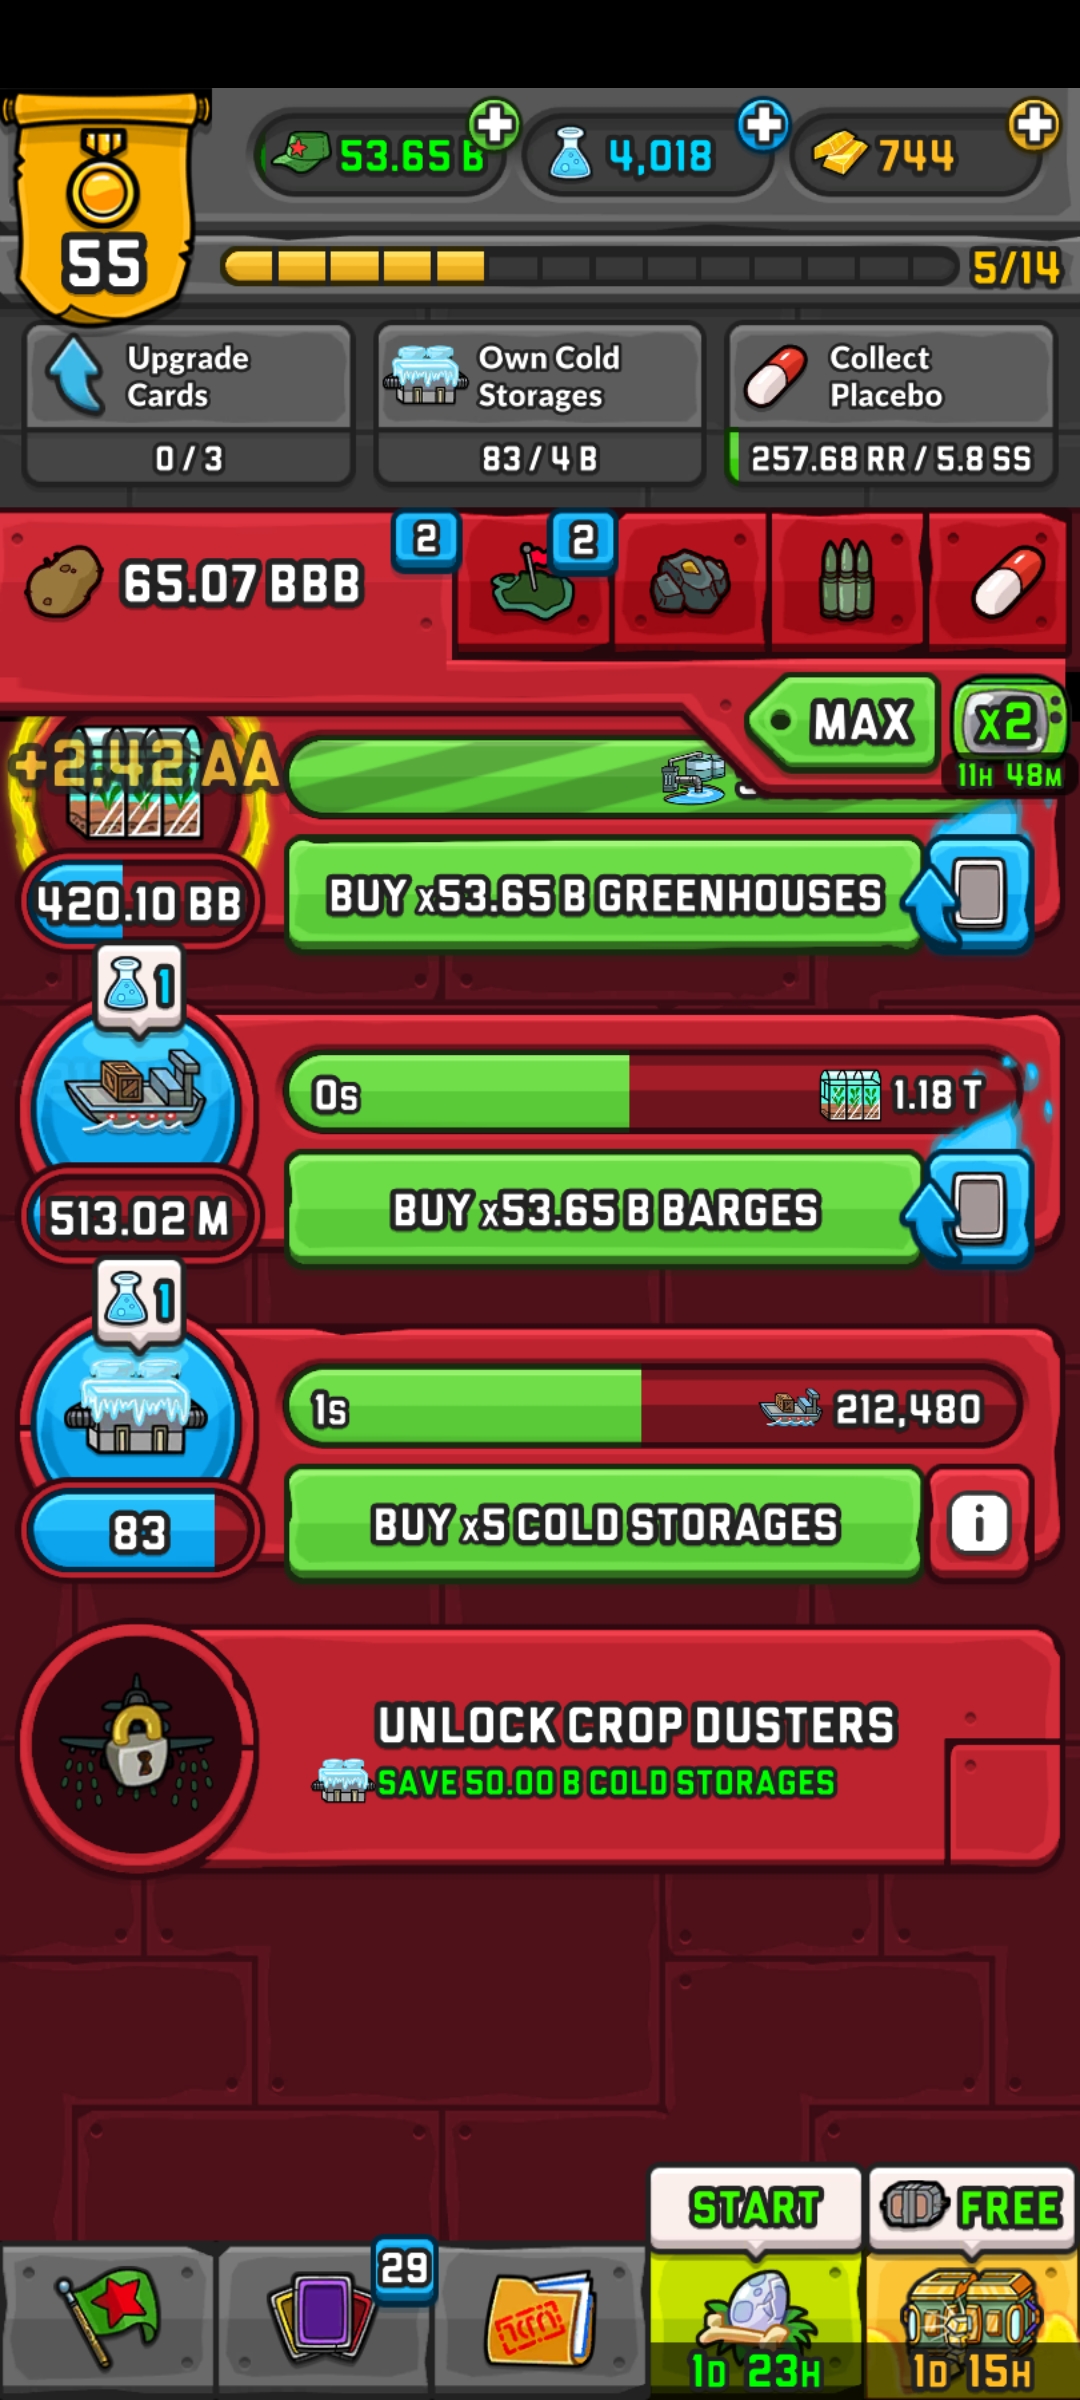 55
53.65 B
4,018
744
5/14
Upgrade
Cards
0 / 3
Own Cold
Storages
83 / 4 B
Collect
Placebo
257.68 RR / 5.8 SS
65.07 BBB
2
2
MAX
x2
11H 48M
+2.42 AA
420.10 BB
BUY x53.65 B GREENHOUSES
1
0s
1.18 T
513.02 M
BUY x53.65 B BARGES
1
1s
212,480
83
BUY x5 COLD STORAGES
i
UNLOCK CROP DUSTERS
SAVE 50.00 B COLD STORAGES
START
FREE
29
1D 23H
1D 15H